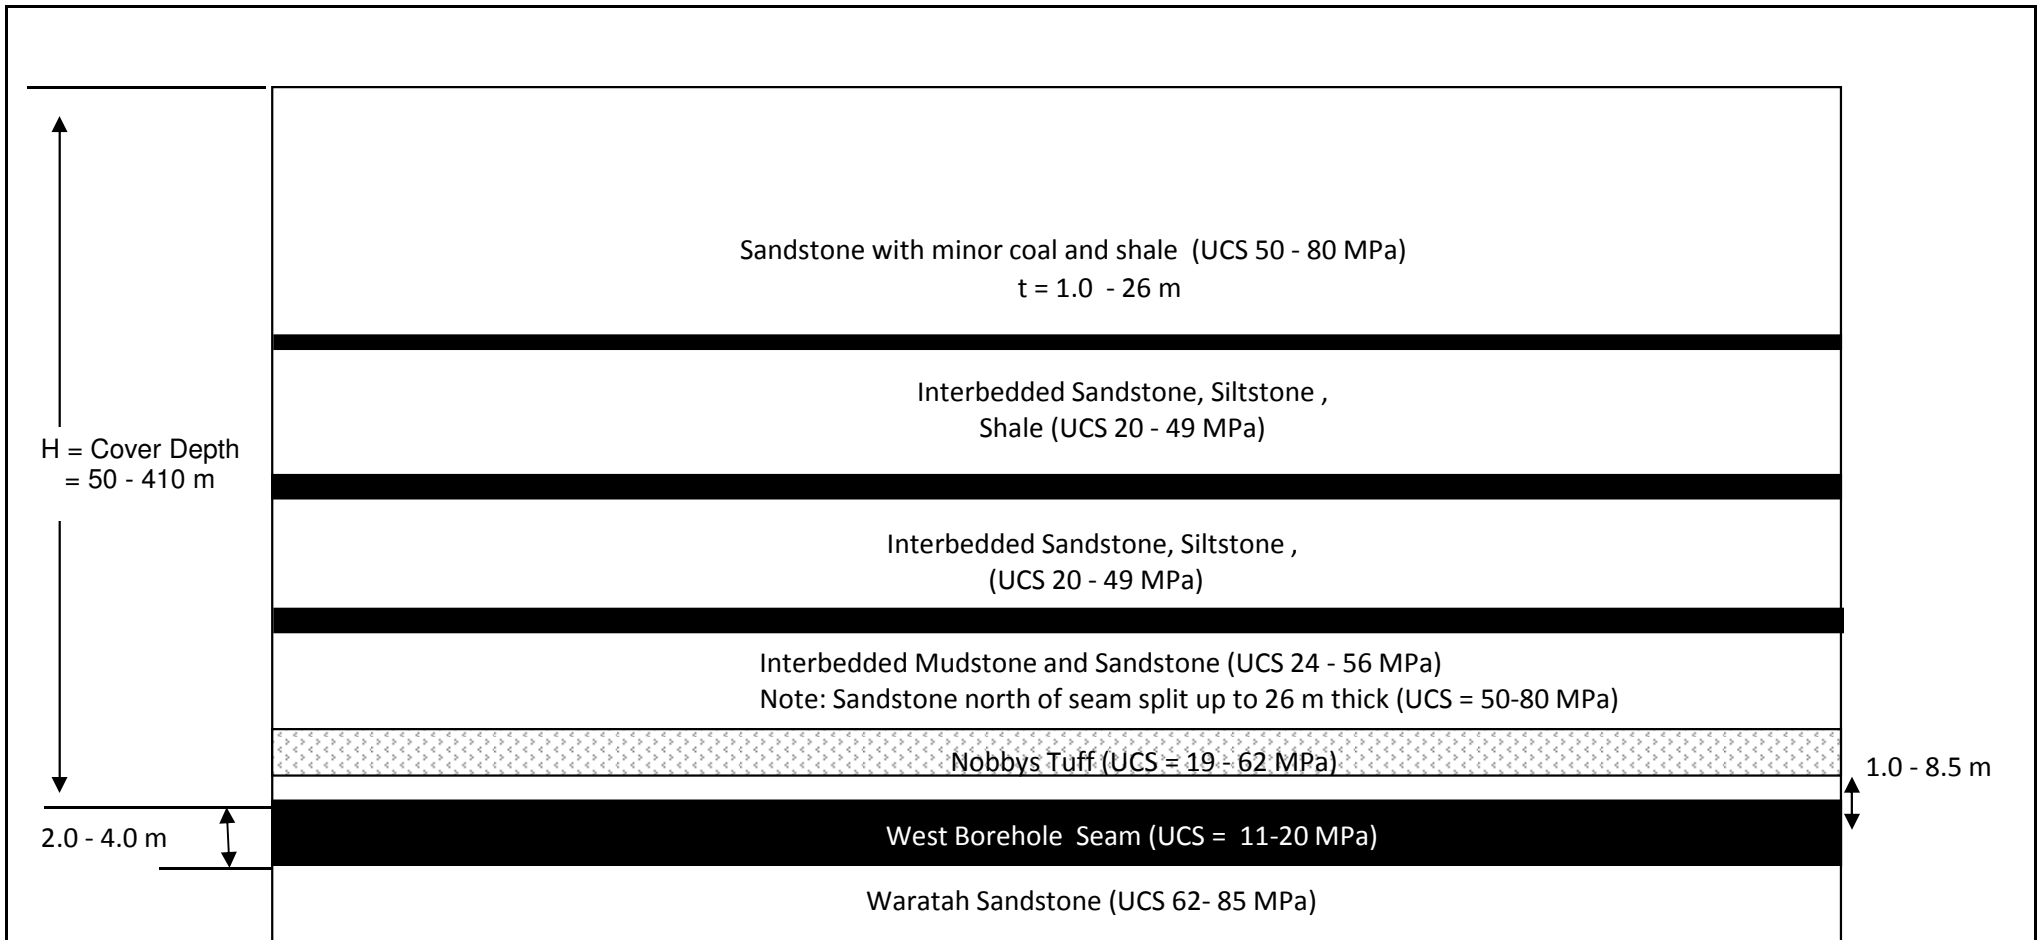 Sandstone with minor coal and shale (UCS 50 - 80 MPa)
t = 1.0 - 26 m
Interbedded Sandstone, Siltstone ,
Shale (UCS 20 - 49 MPa)
H = Cover Depth
= 50 - 410 m
Interbedded Sandstone, Siltstone ,
(UCS 20 - 49 MPa)
Interbedded Mudstone and Sandstone (UCS 24 - 56 MPa)
Note: Sandstone north of seam split up to 26 m thick (UCS = 50-80 MPa)
Nobbys Tuff (UCS = 19 - 62 MPa)
1.0 - 8.5 m
2.0 - 4.0 m
West Borehole Seam (UCS = 11-20 MPa)
Waratah Sandstone (UCS 62- 85 MPa)